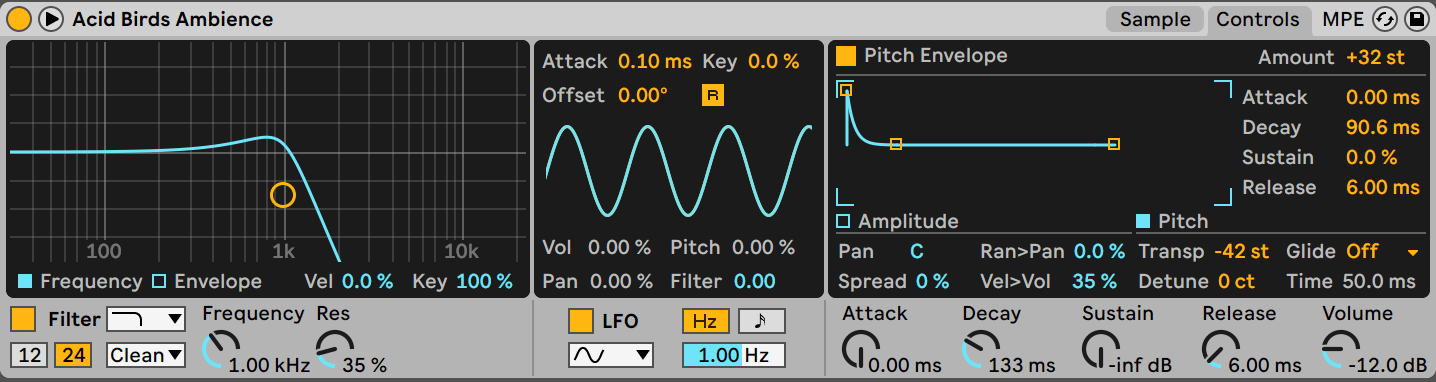 Acid Birds Ambience Sample Controls MPE
Attack 0.10 ms Key 0.0 % Pitch Envelope Amount +32 st
Offset 0.00° R Attack 0.00 ms
Decay 90.6 ms
Sustain 0.0 %
Release 6.00 ms
Amplitude Pitch
100 1k 10k Vol 0.00 % Pitch 0.00 % Pan C Ran>Pan 0.0 % Transp -42 st Glide Off
Frequency Envelope Vel 0.0 % Key 100 % Pan 0.00 % Filter 0.00 Spread 0 % Vel>Vol 35 % Detune 0 ct Time 50.0 ms
Filter Frequency Res LFO Hz Attack Decay Sustain Release Volume
12 24 Clean 1.00 kHz 35 % 1.00 Hz 0.00 ms 133 ms -inf dB 6.00 ms -12.0 dB